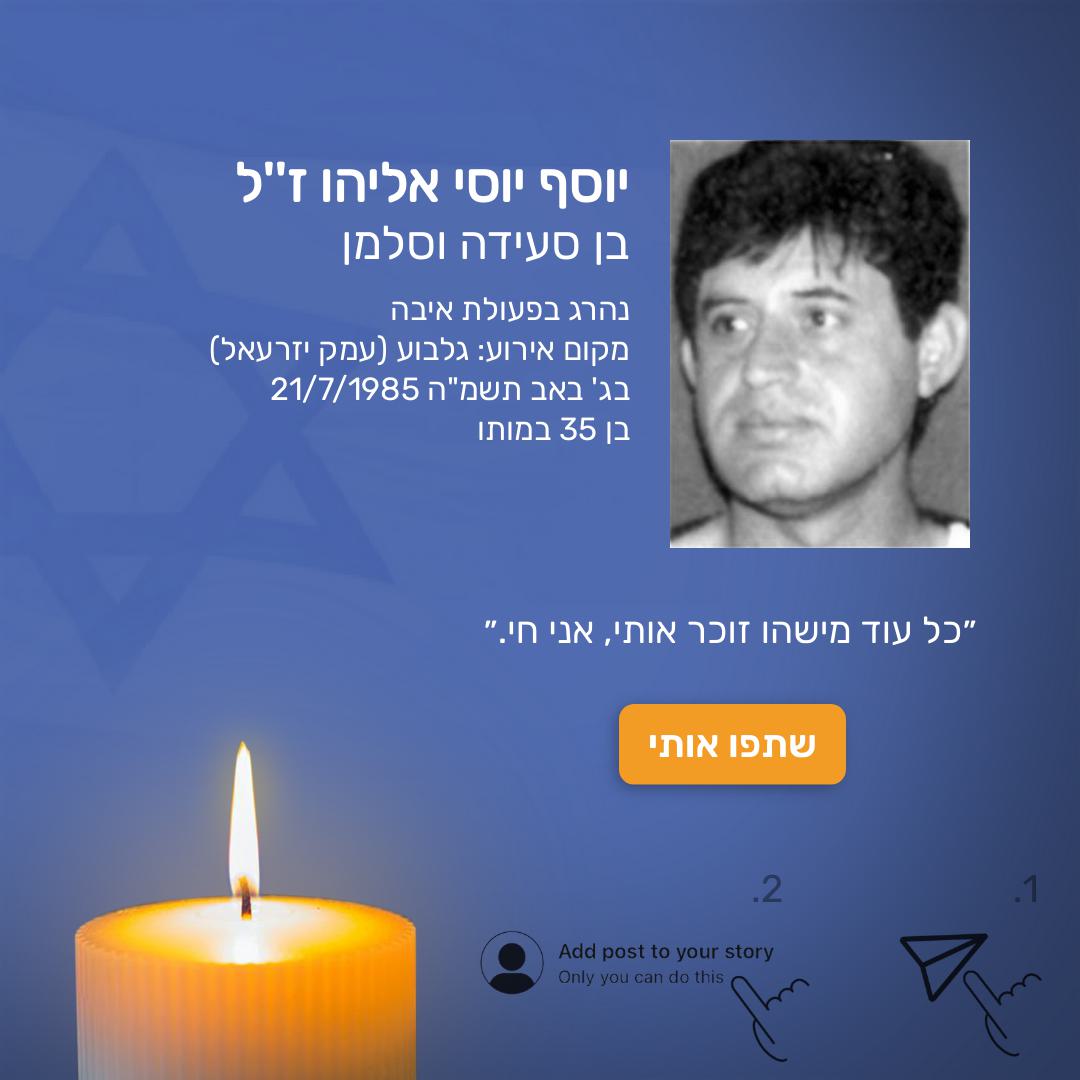 יוסף יוסי אליהו ז''ל
בן סעידה וסלמן
נהרג בפעולת איבה
מקום אירוע: גלבוע (עמק יזרעאל)
בג' באב תשמ"ה 21/7/1985
בן 35 במותו
״כל עוד מישהו זוכר אותי, אני חי.״
שתפו אותי
.1
.2
Add post to your story
Only you can do this